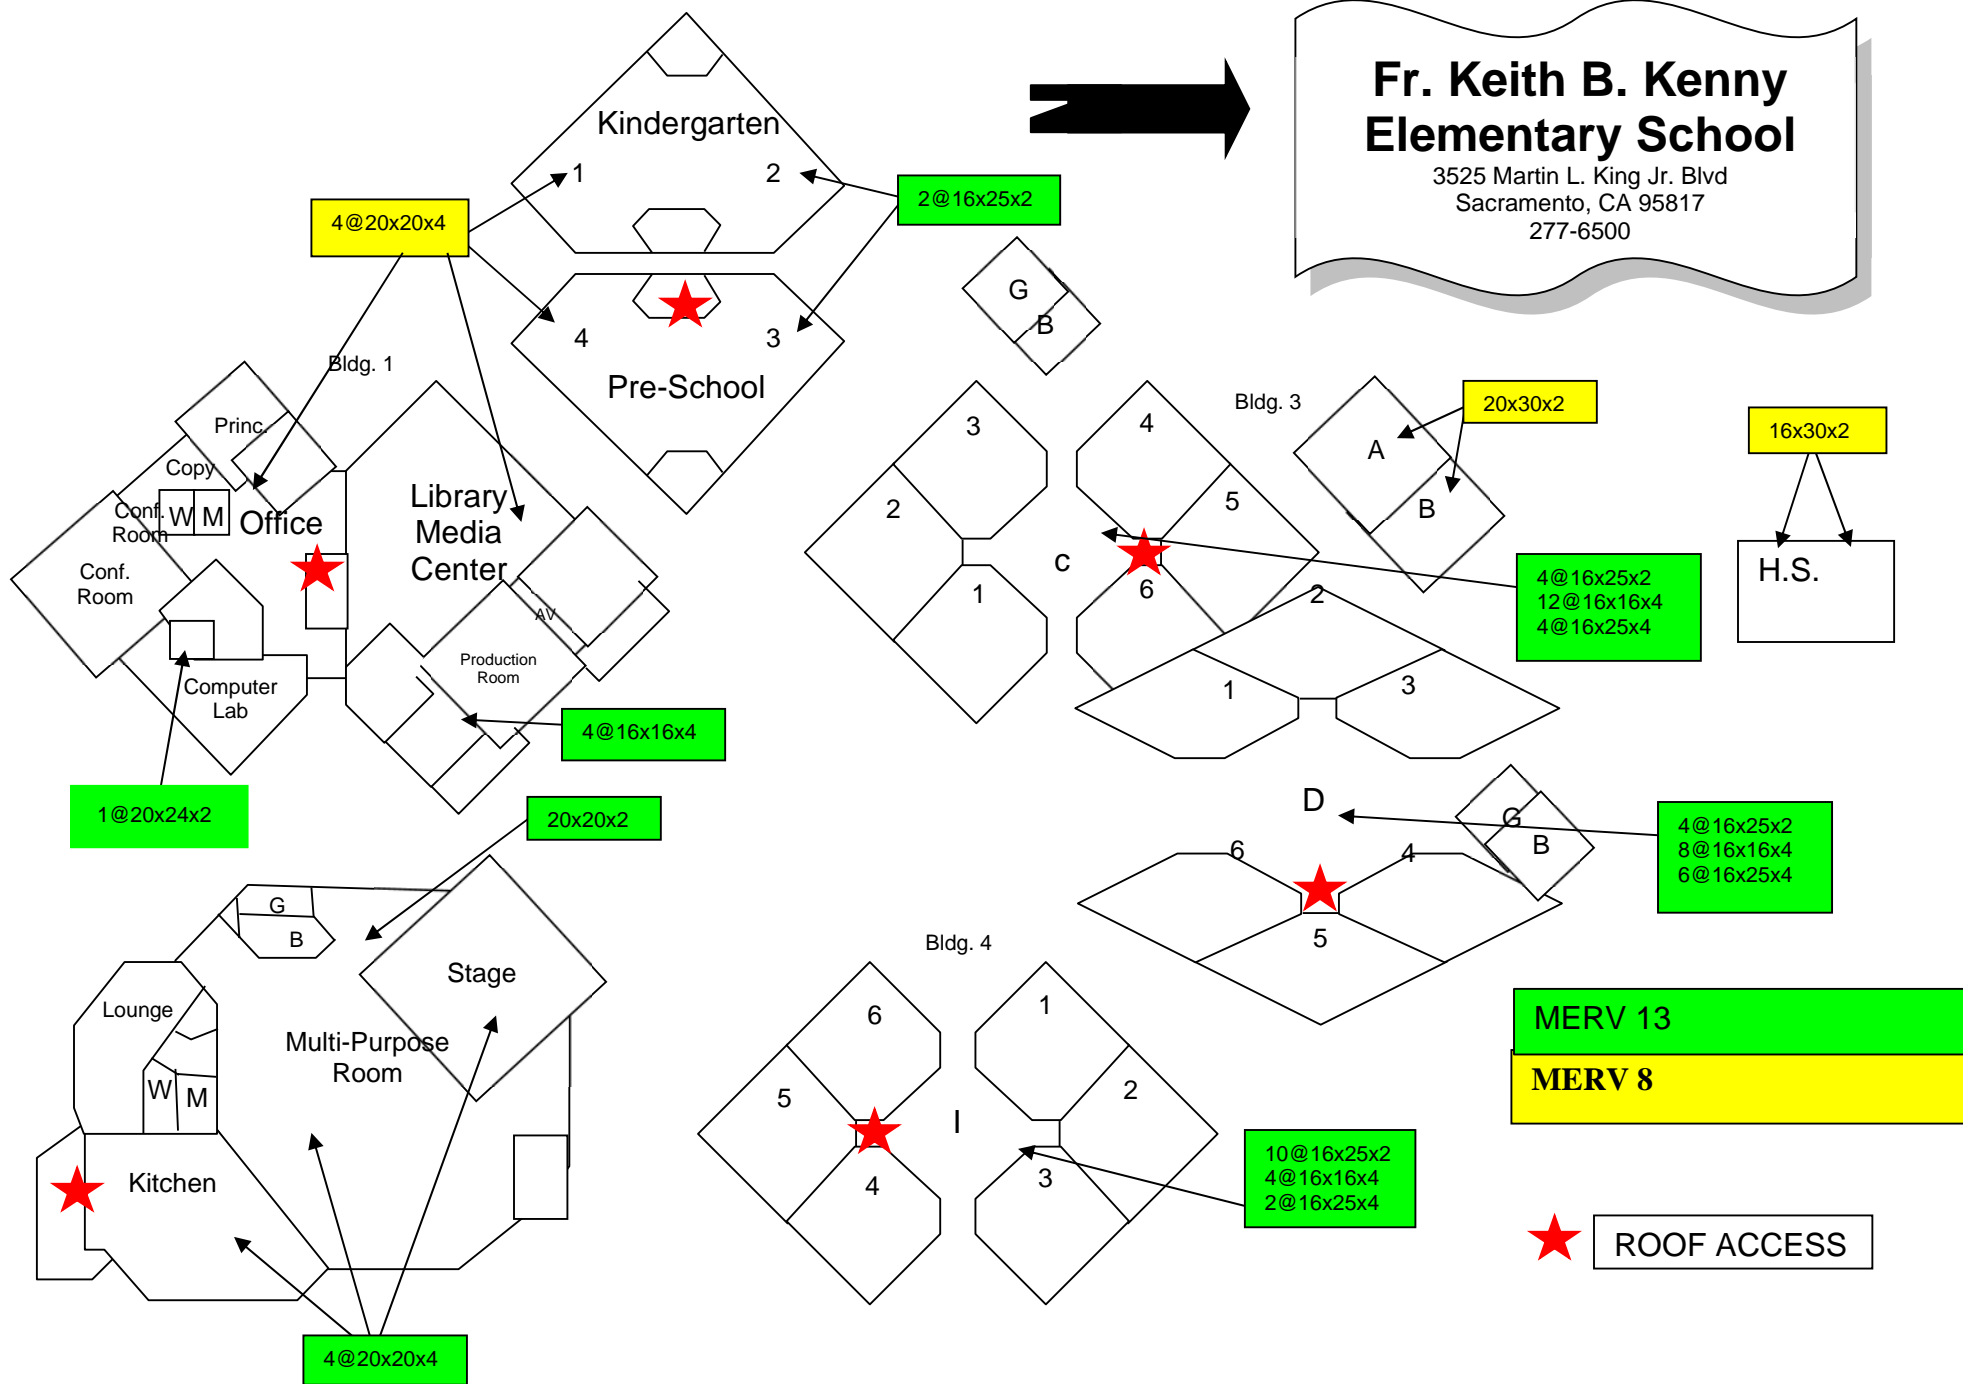 Fr. Keith B. Kenny
Elementary School
3525 Martin L. King Jr. Blvd
Sacramento, CA 95817
277-6500
Kindergarten
1
2
4@20x20x4
2@16x25x2
G
B
4
3
Pre-School
Bldg. 1
Princ.
Copy
Conf.
Room
W
M
Office
Conf.
Room
Library
Media
Center
AV
Production
Room
Computer
Lab
4@16x16x4
1@20x24x2
20x20x2
Bldg. 3
3
4
2
5
c
1
6
A
B
20x30x2
16x30x2
H.S.
4@16x25x2
12@16x16x4
4@16x25x4
2
1
3
D
G
B
6
4
5
4@16x25x2
8@16x16x4
6@16x25x4
G
B
Stage
Lounge
Multi-Purpose
Room
W
M
Kitchen
4@20x20x4
Bldg. 4
6
1
5
2
I
4
3
10@16x25x2
4@16x16x4
2@16x25x4
MERV 13
MERV 8
ROOF ACCESS